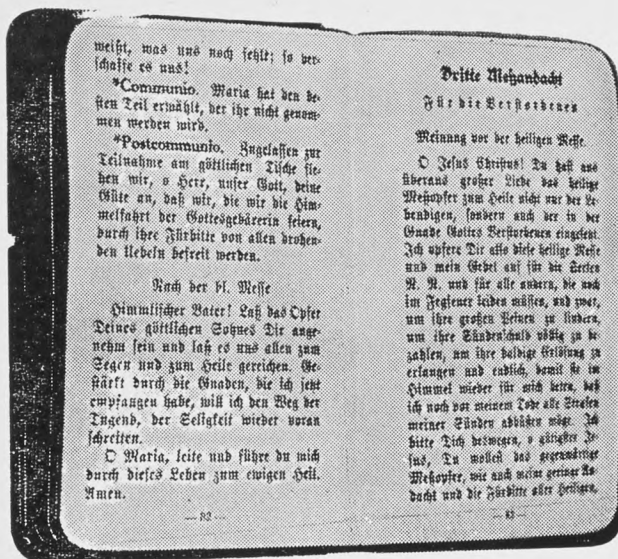 weißt, was uns noch fehlt; so ver-
schaffe es uns!
*Communio. Maria hat den be-
sten Teil erwählt, der ihr nicht genom-
men werden wird.
*Postcommunio. Zugelassen zur
Teilnahme am göttlichen Tische fle-
hen wir, o Herr, unser Gott, deine
Güte an, daß wir, die wir die Him-
melfahrt der Gottesgebärerin feiern,
durch ihre Fürbitte von allen drohen-
den Uebeln befreit werden.
Nach der hl. Messe
Himmlischer Vater! Laß das Opfer
Deines göttlichen Sohnes Dir ange-
nehm sein und laß es uns allen zum
Segen und zum Heile gereichen. Ge-
stärkt durch die Gnaden, die ich jetzt
empfangen habe, will ich den Weg der
Tugend, der Seligkeit wieder voran
schreiten.
O Maria, leite und führe du mich
durch dieses Leben zum ewigen Heil.
Amen.
— 82 —
Dritte Meßandacht
Für die Verstorbenen
Meinung vor der heiligen Messe.
O Jesus Christus! Du hast aus
überaus großer Liebe das heilige
Meßopfer zum Heile nicht nur der Le-
bendigen, sondern auch der in der
Gnade Gottes Verstorbenen eingesetzt.
Ich opfere Dir also diese heilige Messe
und mein Gebet auf für die Seelen
N. N. und für alle andern, die noch
im Fegfeuer leiden müssen, und zwar,
um ihre großen Peinen zu lindern,
um ihre Sündenschuld völlig zu be-
zahlen, um ihre baldige Erlösung zu
erlangen und endlich, damit sie im
Himmel wieder für mich beten, daß
ich noch vor meinem Tode alle Strafen
meiner Sünden abbüßen möge. Ich
bitte Dich deswegen, o gütigster Je-
sus, Du wollest das gegenwärtige
Meßopfer, wie auch meine geringe An-
dacht und die Fürbitte aller Heiligen,
— 83 —